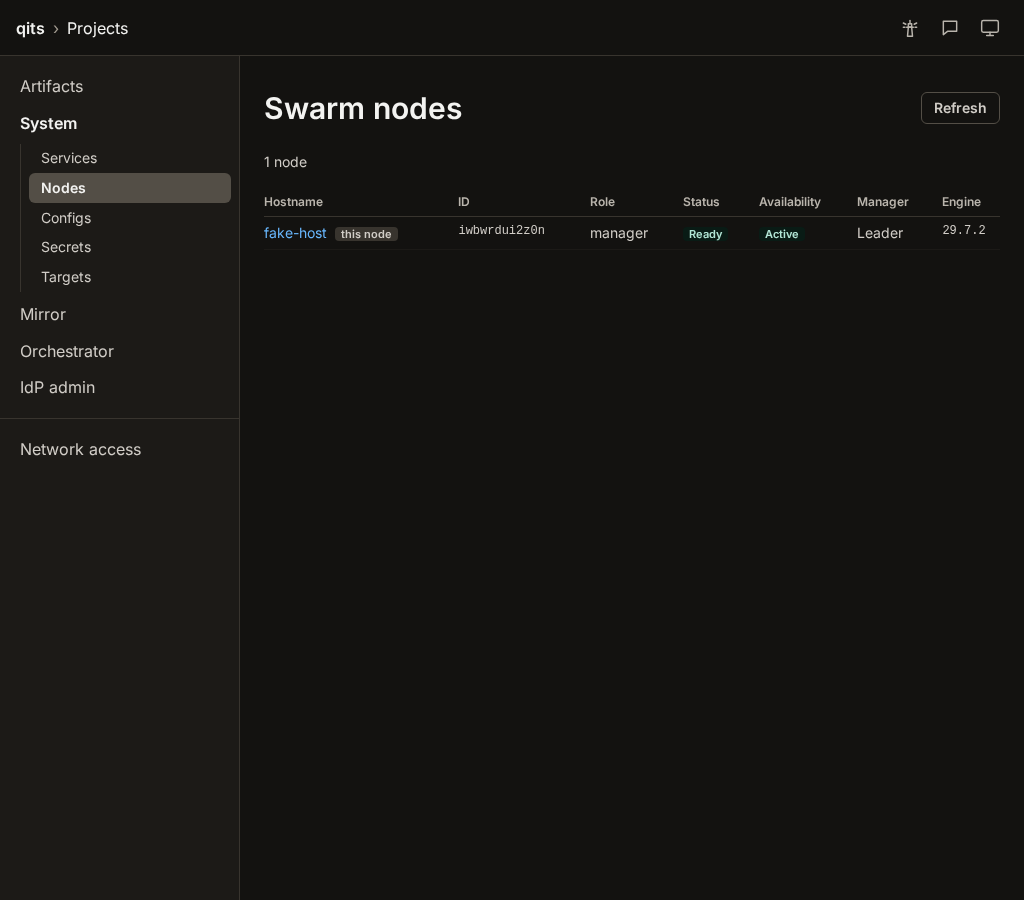 qits › Projects
Artifacts
System
Services
Nodes
Configs
Secrets
Targets
Mirror
Orchestrator
IdP admin
Network access
Swarm nodes
Refresh
1 node
Hostname ID Role Status Availability Manager Engine
fake-host this node iwbwrdui2z0n manager Ready Active Leader 29.7.2